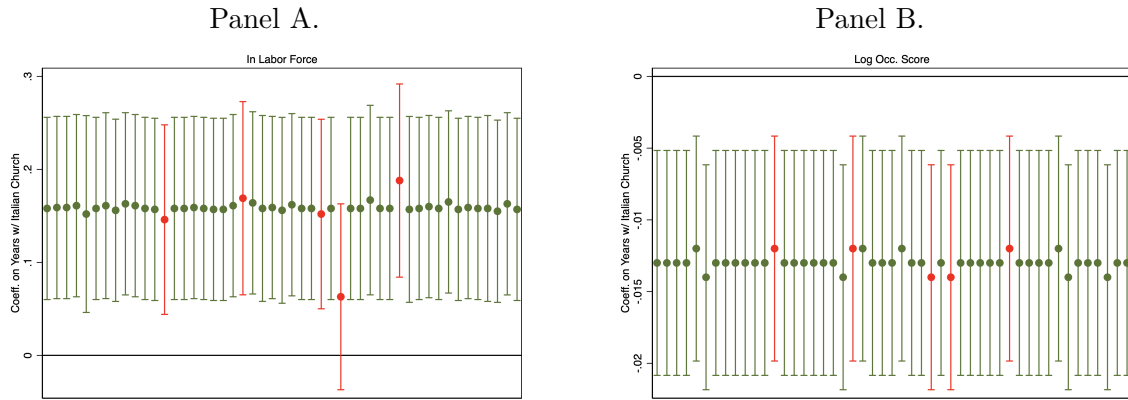 Panel A.
In Labor Force
Coeff. on Years w/ Italian Church
.3
.2
.1
0
Panel B.
Log Occ. Score
Coeff. on Years w/ Italian Church
0
-.005
-.01
-.015
-.02